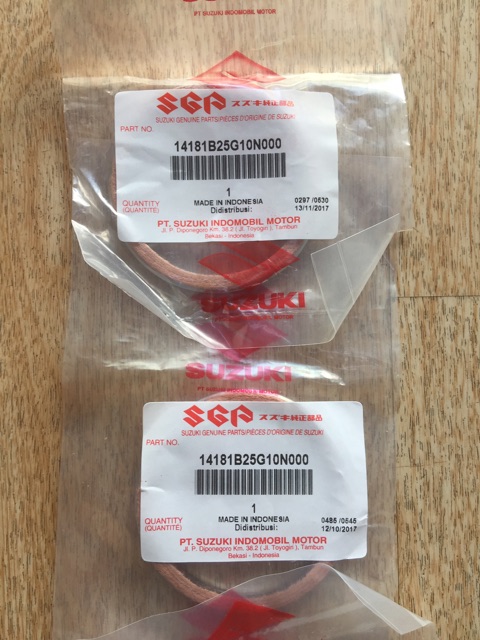 SUZUKI
PT SUZUKI INDOMOBIL MOTOR
SGP スズキ純正部品
SUZUKI GENUINE PARTS/PIÈCES D'ORIGINE DE SUZUKI
PART NO.
14181B25G10N000
1
QUANTITY
(QUANTITÉ)
MADE IN INDONESIA
Didistribusi:
0297 /0630
13/11/2017
PT. SUZUKI INDOMOBIL MOTOR
Jl. P. Diponegoro Km. 38.2 ( Jl. Toyogiri ), Tambun
Bekasi - Indonesia
SUZUKI
MOBIL MOTOR
SUZUKI
PT SUZUKI INDOMOBIL MOTOR
SGP スズキ純正部品
SUZUKI GENUINE PARTS/PIÈCES D'ORIGINE DE SUZUKI
PART NO.
14181B25G10N000
1
QUANTITY
(QUANTITÉ)
MADE IN INDONESIA
Didistribusi:
0485 /0545
12/10/2017
PT. SUZUKI INDOMOBIL MOTOR
Jl. P. Diponegoro Km. 38.2 ( Jl. Toyogiri ), Tambun
Bekasi - Indonesia